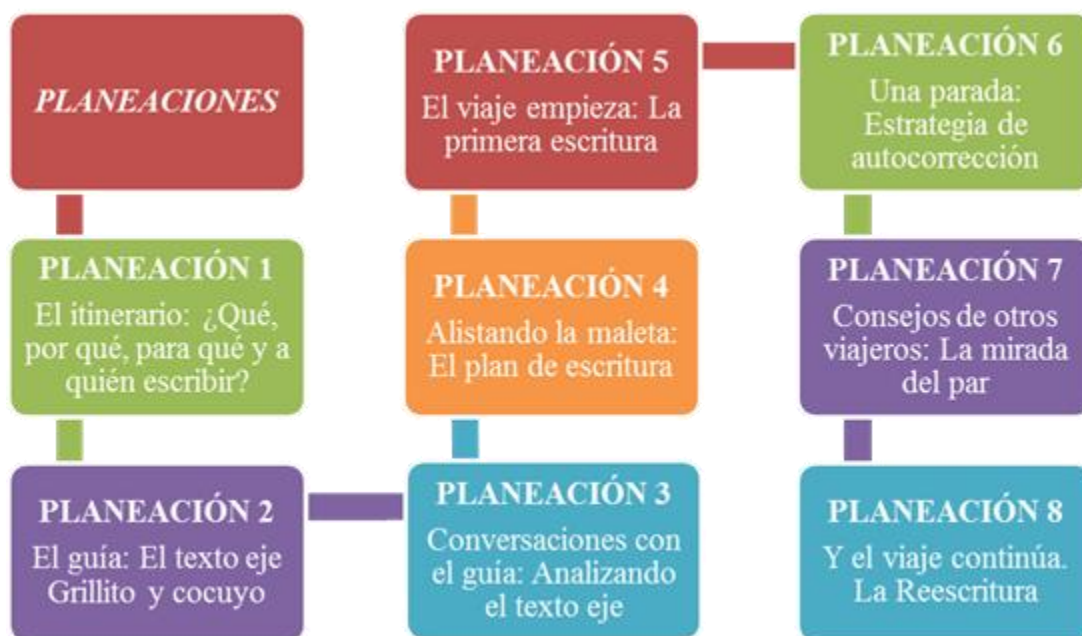 PLANEACIONES
PLANEACIÓN 1
El itinerario: ¿Qué,
por qué, para qué y a
quién escribir?
PLANEACIÓN 2
El guía: El texto eje
Grillito y cocuyo
PLANEACIÓN 3
Conversaciones con
el guía: Analizando
el texto eje
PLANEACIÓN 4
Alistando la maleta:
El plan de escritura
PLANEACIÓN 5
El viaje empieza: La
primera escritura
PLANEACIÓN 6
Una parada:
Estrategia de
autocorrección
PLANEACIÓN 7
Consejos de otros
viajeros: La mirada
del par
PLANEACIÓN 8
Y el viaje continúa.
La Reescritura